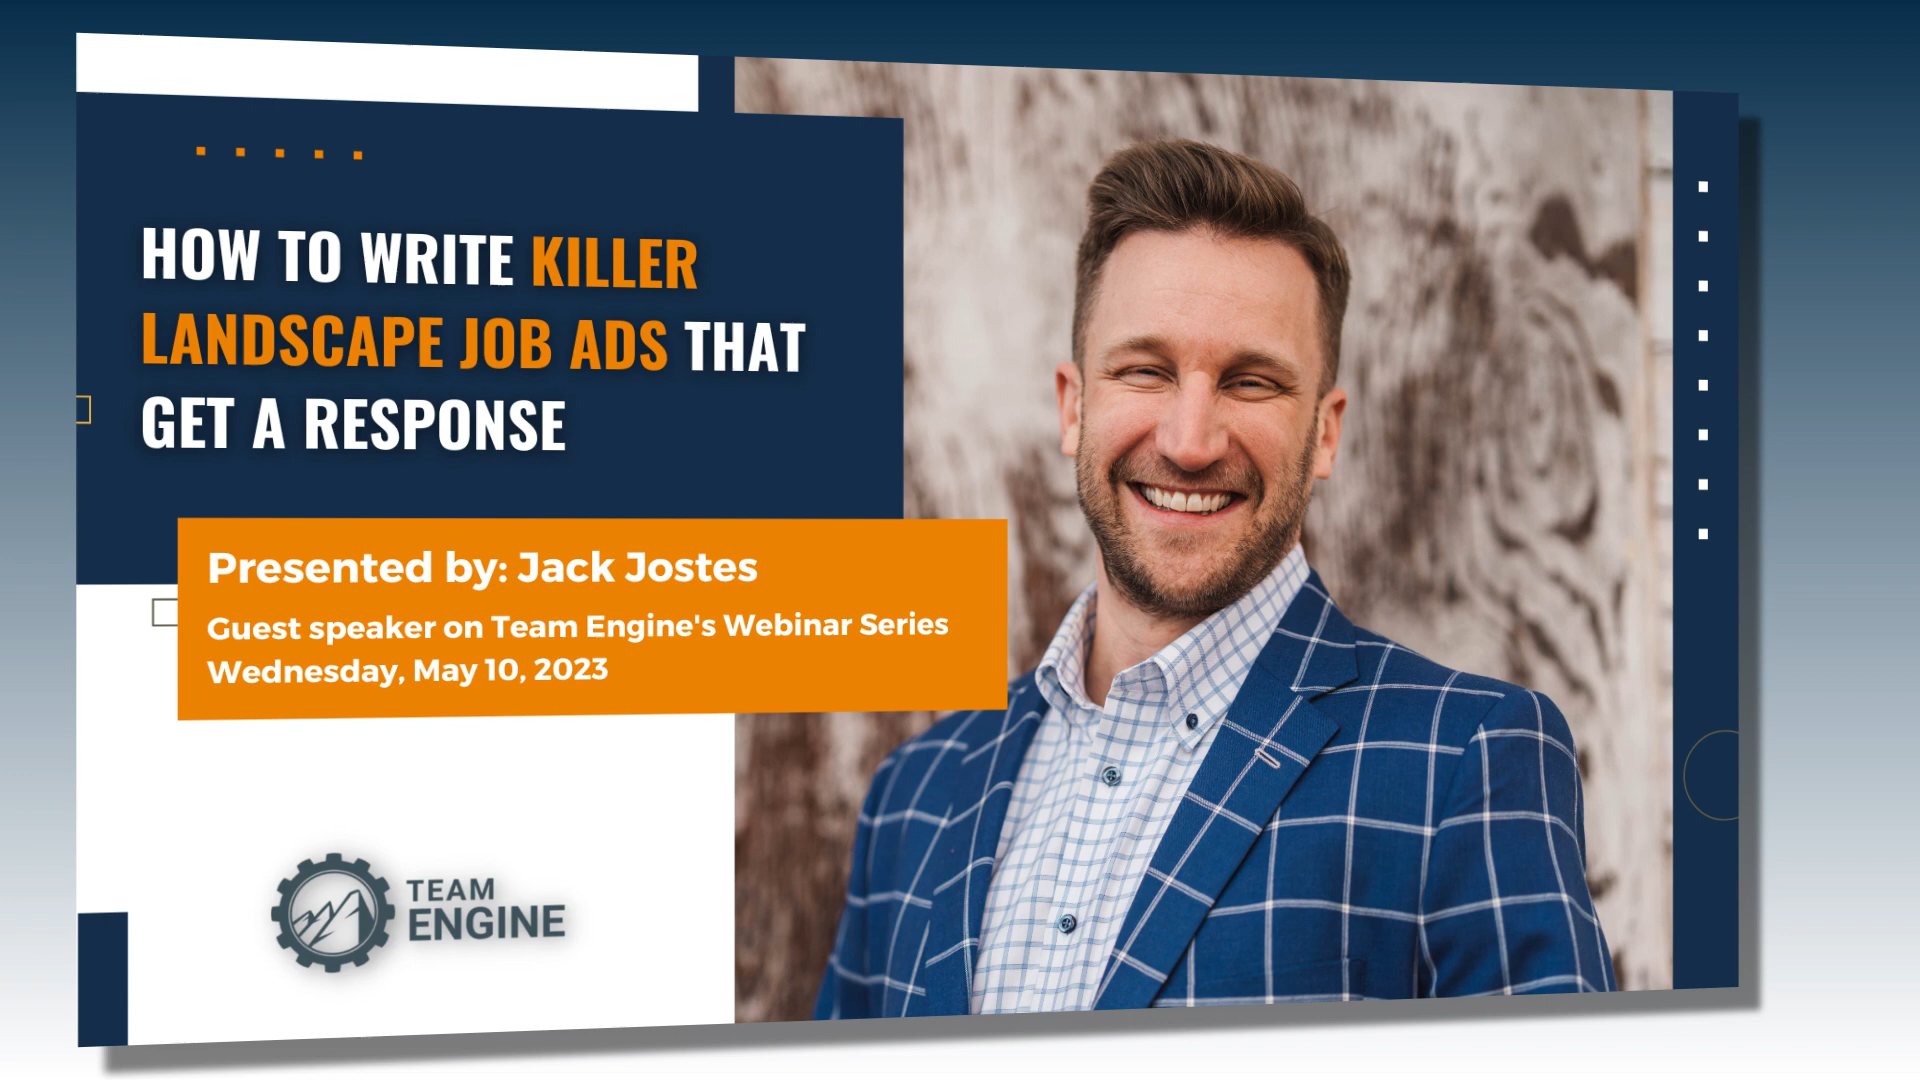 HOW TO WRITE KILLER
LANDSCAPE JOB ADS THAT
GET A RESPONSE
Presented by: Jack Jostes
Guest speaker on Team Engine's Webinar Series
Wednesday, May 10, 2023
TEAM
ENGINE